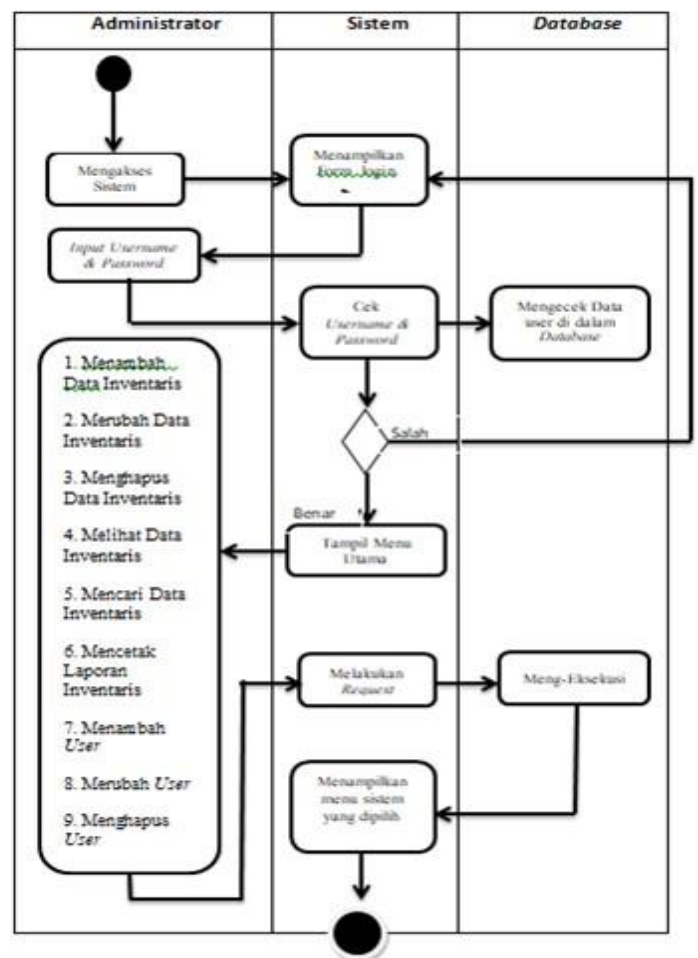 Administrator
Sistem
Database
Mengakses
Sistem
Menampilkan
Form login
Input Username
& Password
Cek
Username &
Password
Mengecek Data
user di dalam
Database
Salah
Benar
Tampil Menu
Utama
1. Menambah
Data Inventaris
2. Merubah Data
Inventaris
3. Menghapus
Data Inventaris
4. Melihat Data
Inventaris
5. Mencari Data
Inventaris
6. Mencetak
Laporan
Inventaris
7. Menambah
User
8. Merubah User
9. Menghapus
User
Melakukan
Request
Meng-Eksekusi
Menampilkan
menu sistem
yang dipilih